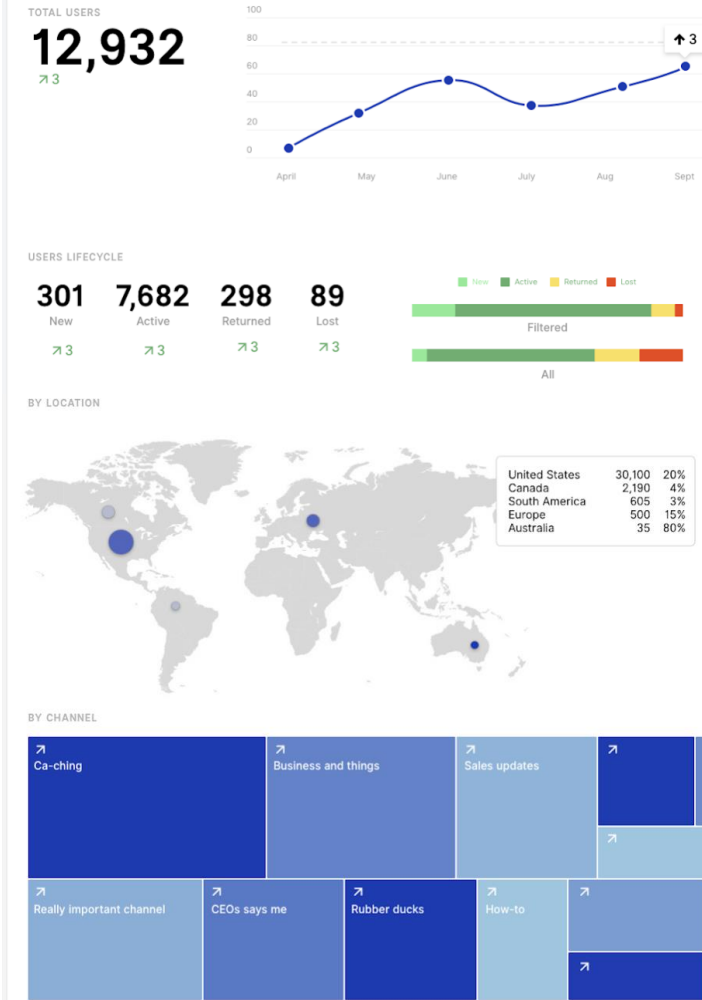 TOTAL USERS
12,932
↗3
100
80
60
40
20
0
↑ 3
April May June July Aug Sept
USERS LIFECYCLE
301 7,682 298 89
New Active Returned Lost
↗3 ↗3 ↗3 ↗3
New Active Returned Lost
Filtered
All
BY LOCATION
United States 30,100 20%
Canada 2,190 4%
South America 605 3%
Europe 500 15%
Australia 35 80%
BY CHANNEL
Ca-ching
Business and things
Sales updates
Really important channel
CEOs says me
Rubber ducks
How-to